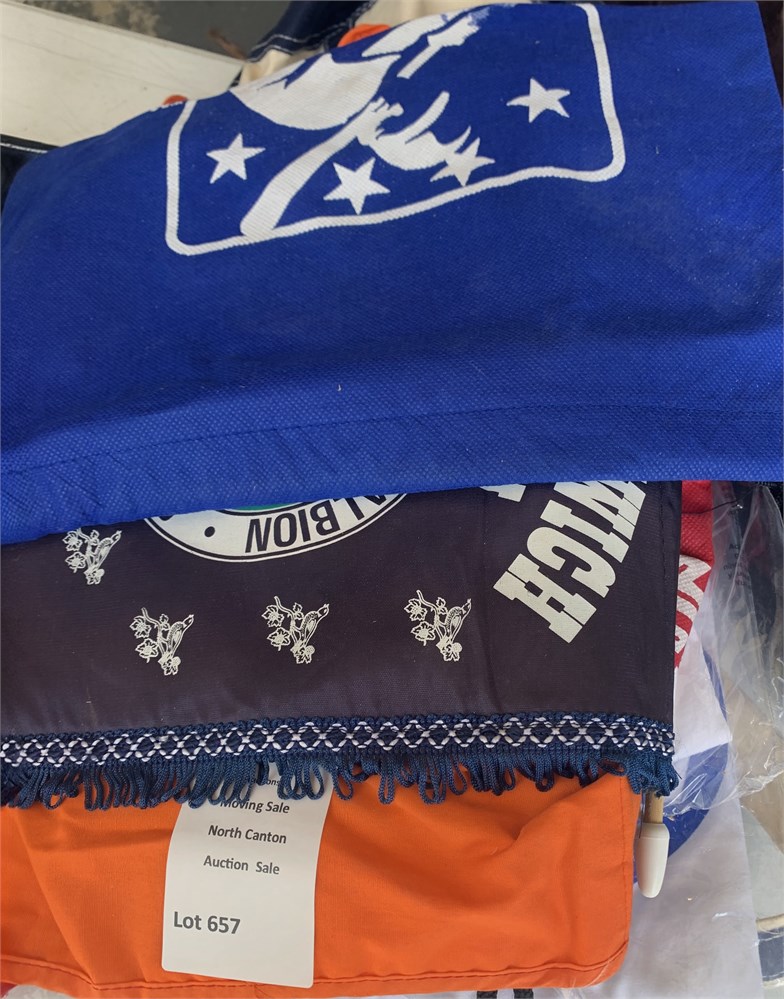 ALBION
WICH
Moving Sale
North Canton
Auction Sale
Lot 657